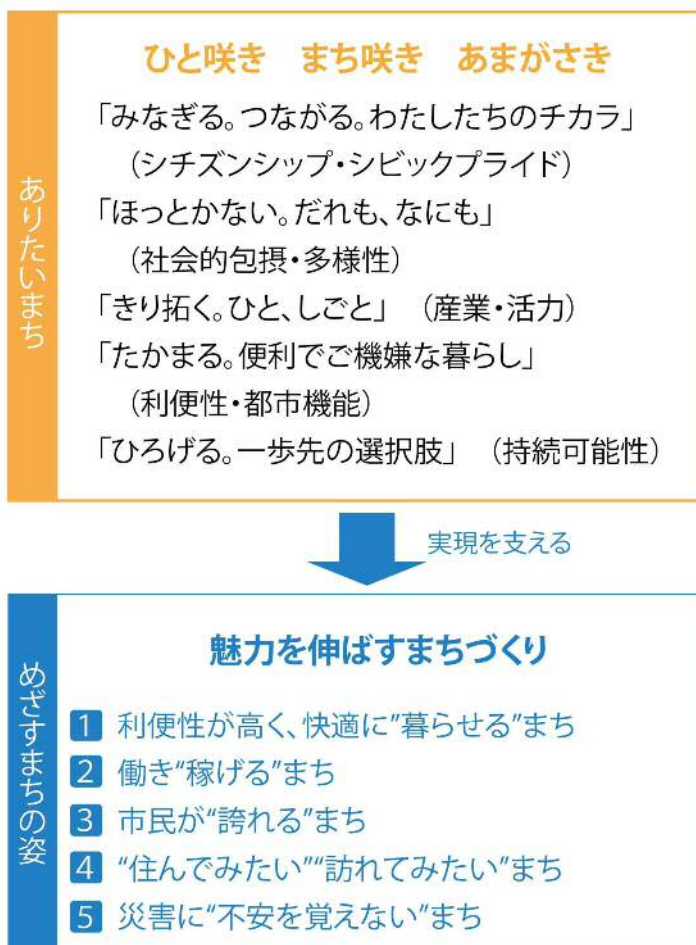 ありたいまち
ひと咲き　まち咲き　あまがさき
「みなぎる。つながる。わたしたちのチカラ」
（シチズンシップ・シビックプライド）
「ほっとかない。だれも、なにも」
（社会的包摂・多様性）
「きり拓く。ひと、しごと」（産業・活力）
「たかまる。便利でご機嫌な暮らし」
（利便性・都市機能）
「ひろげる。一歩先の選択肢」（持続可能性）
実現を支える
めざすまちの姿
魅力を伸ばすまちづくり
1 利便性が高く、快適に”暮らせる”まち
2 働き“稼げる”まち
3 市民が“誇れる”まち
4 “住んでみたい”“訪れてみたい”まち
5 災害に“不安を覚えない”まち